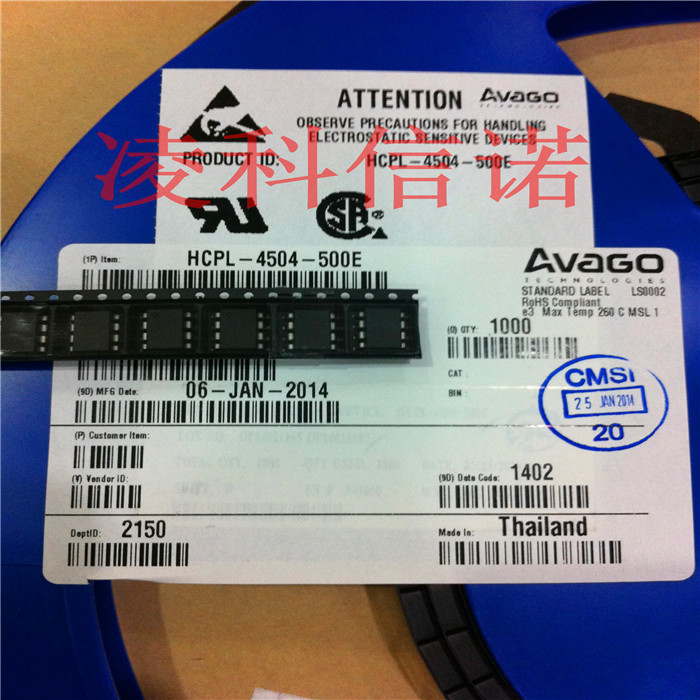 ATTENTION AVAGO
OBSERVE PRECAUTIONS FOR HANDLING
ELECTROSTATIC SENSITIVE DEVICES
PRODUCT ID: HCPL-4504-500E
凌科信诺
(1P) Item: HCPL-4504-500E
AVAGO
TECHNOLOGIES
STANDARD LABEL LS0002
RoHS Compliant
e3 Max Temp 260 C MSL 1
(Q) QTY: 1000
CAT :
BIN :
(9D) MFG Date: 06-JAN-2014
CMSI
25 JAN 2014
20
(P) Customer Item:
(V) Vendor ID:
(9D) Date Code: 1402
DeptID: 2150
Made In: Thailand